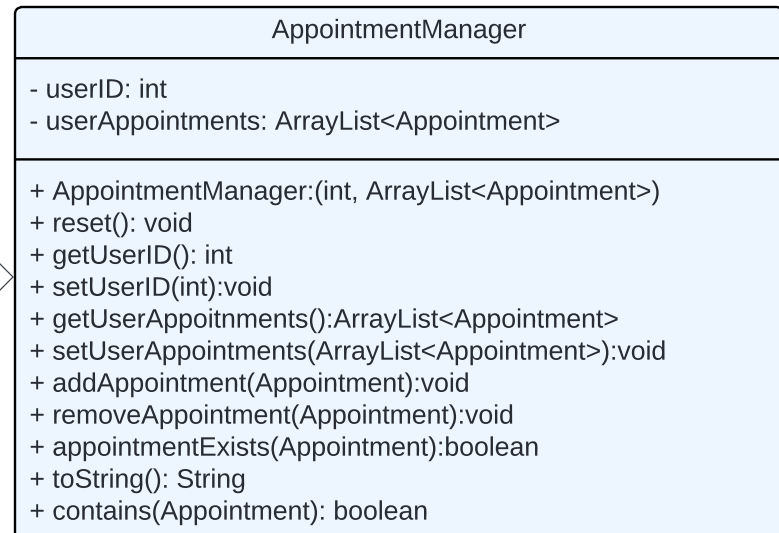 AppointmentManager
- userID: int
- userAppointments: ArrayList<Appointment>
+ AppointmentManager:(int, ArrayList<Appointment>)
+ reset(): void
+ getUserID(): int
+ setUserID(int):void
+ getUserAppoitnments():ArrayList<Appointment>
+ setUserAppointments(ArrayList<Appointment>):void
+ addAppointment(Appointment):void
+ removeAppointment(Appointment):void
+ appointmentExists(Appointment):boolean
+ toString(): String
+ contains(Appointment): boolean